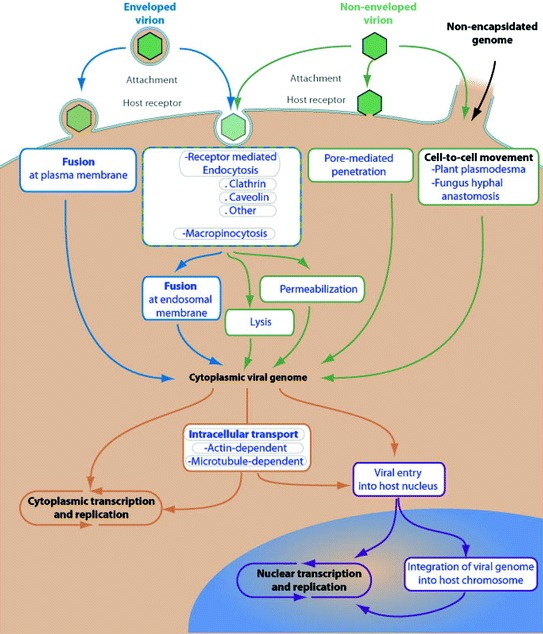 Enveloped
virion
Non-enveloped
virion
Non-encapsidated
genome
Attachment
Host receptor
Attachment
Host receptor
Fusion
at plasma membrane
-Receptor mediated
Endocytosis
. Clathrin
. Caveolin
. Other
-Macropinocytosis
Pore-mediated
penetration
Cell-to-cell movement
-Plant plasmodesma
-Fungus hyphal
anastomosis
Fusion
at endosomal
membrane
Lysis
Permeabilization
Cytoplasmic viral genome
Intracellular transport
-Actin-dependent
-Microtubule-dependent
Viral entry
into host nucleus
Cytoplasmic transcription
and replication
Nuclear transcription
and replication
Integration of viral genome
into host chromosome